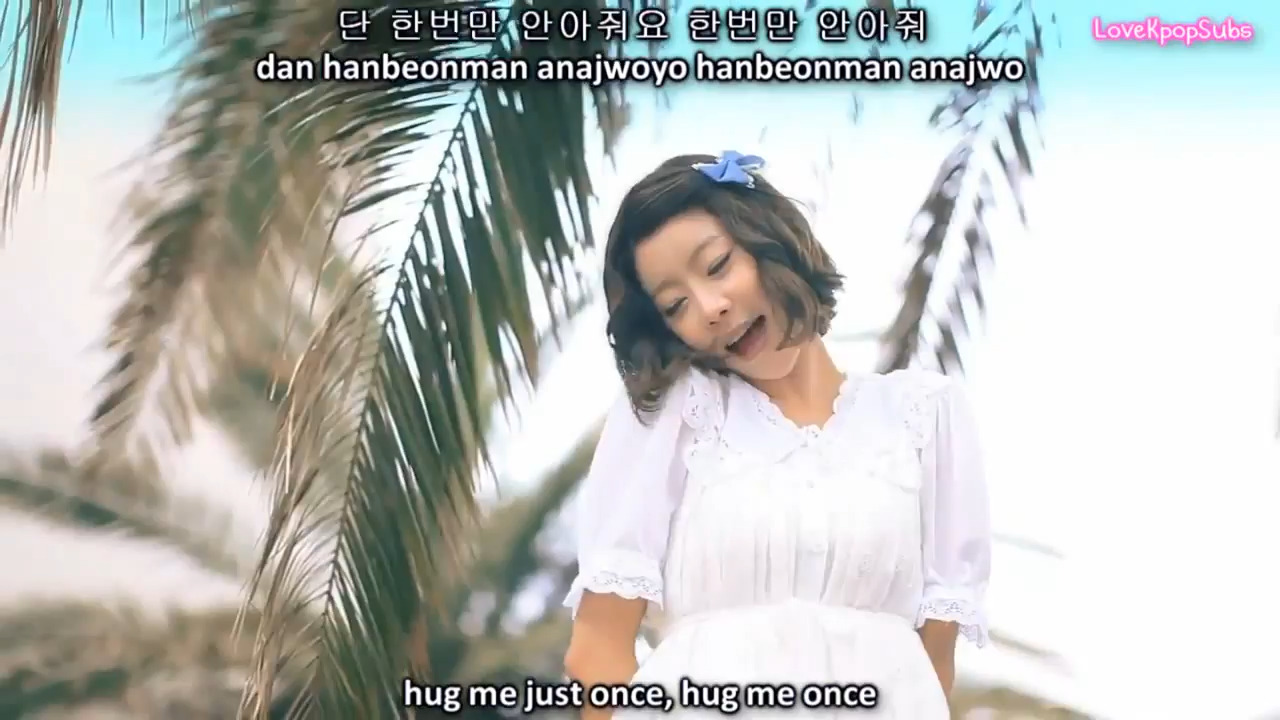 단 한번만 안아줘요 한번만 안아줘
LoveKpopSubs
dan hanbeonman anajwoyo hanbeonman anajwo
hug me just once, hug me once